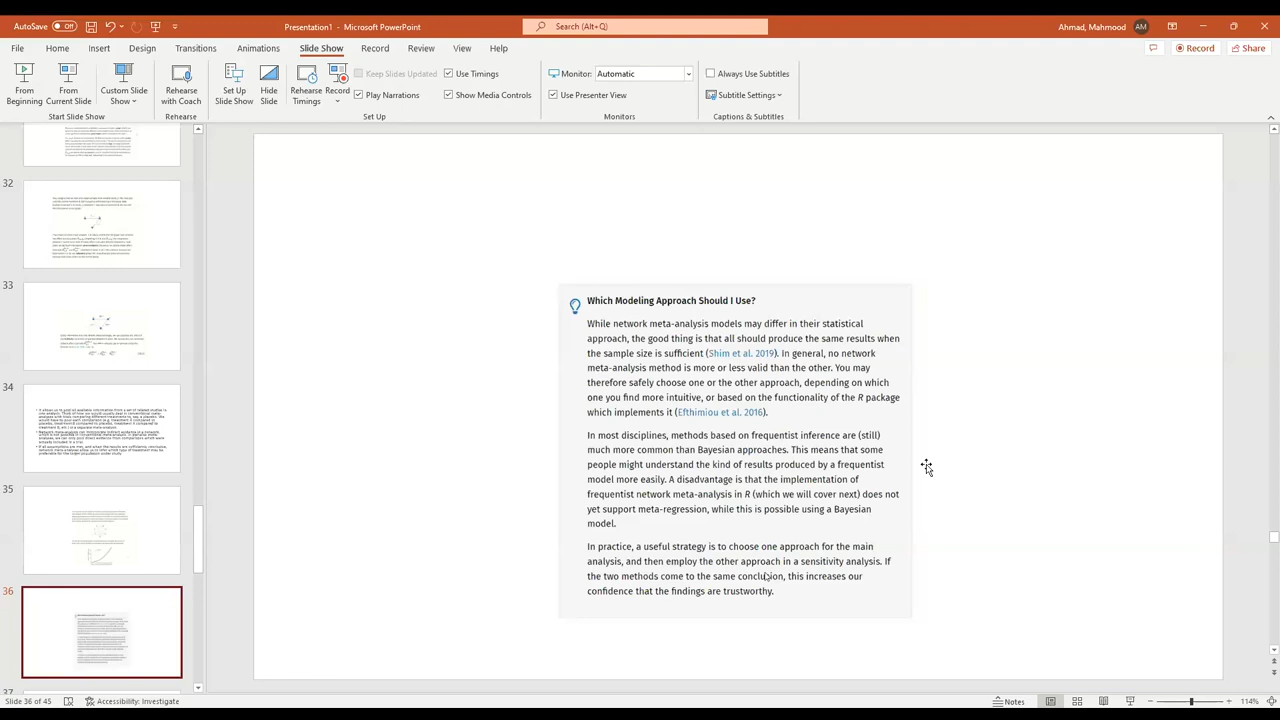 AutoSave Off Presentation1 - Microsoft PowerPoint Search (Alt+Q) Ahmad, Mahmood AM
File Home Insert Design Transitions Animations Slide Show Record Review View Help Record Share
From Beginning
From Current Slide
Custom Slide Show
Rehearse with Coach
Set Up Slide Show
Hide Slide
Rehearse Timings
Record
Keep Slides Updated
Play Narrations
Use Timings
Show Media Controls
Monitor: Automatic
Use Presenter View
Always Use Subtitles
Subtitle Settings
Start Slide Show Rehearse Set Up Monitors Captions & Subtitles
32
33
34
35
36
37
Which Modeling Approach Should I Use?
While network meta-analysis models may differ in their statistical
approach, the good thing is that all should produce the same results when
the sample size is sufficient (Shim et al. 2019). In general, no network
meta-analysis method is more or less valid than the other. You may
therefore safely choose one or the other approach, depending on which
one you find more intuitive, or based on the functionality of the R package
which implements it (Efthimiou et al. 2016).
In most disciplines, methods based on frequentist inference are (still)
much more common than Bayesian approaches. This means that some
people might understand the kind of results produced by a frequentist
model more easily. A disadvantage is that the implementation of
frequentist network meta-analysis in R (which we will cover next) does not
yet support meta-regression, while this is possible using a Bayesian
model.
In practice, a useful strategy is to choose one approach for the main
analysis, and then employ the other approach in a sensitivity analysis. If
the two methods come to the same conclusion, this increases our
confidence that the findings are trustworthy.
Slide 36 of 45 Accessibility: Investigate Notes 114%